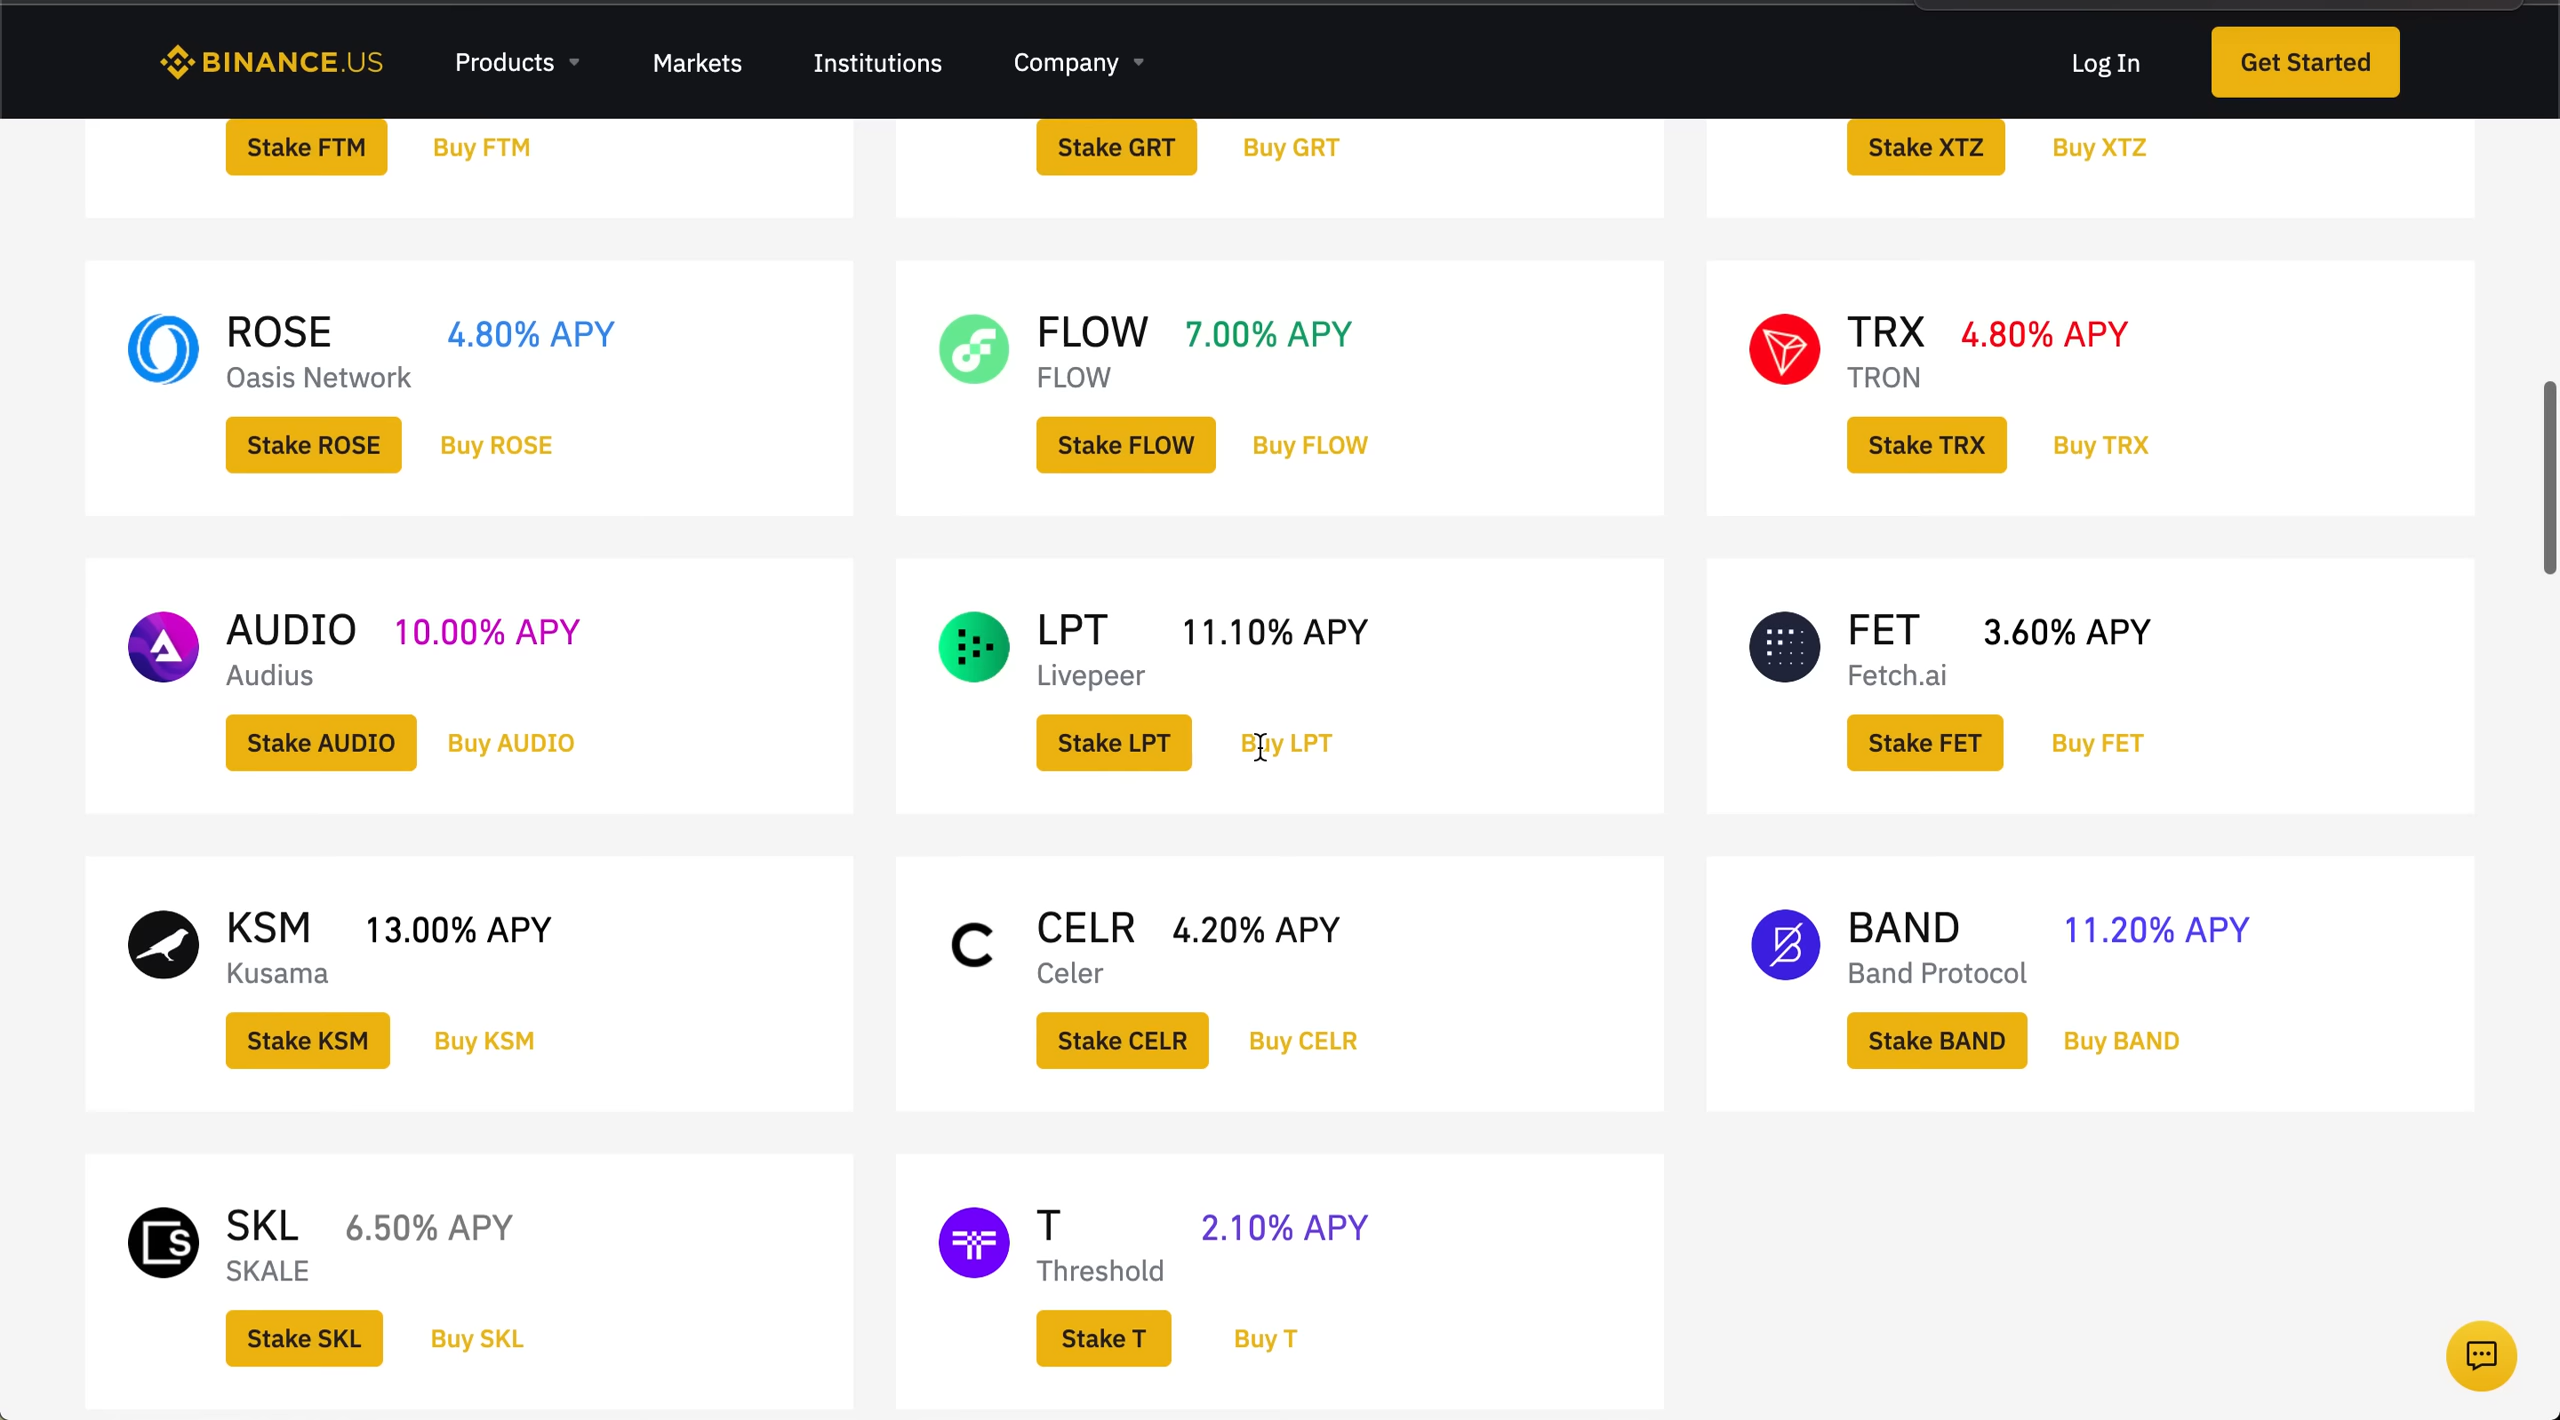 BINANCE.US Products Markets Institutions Company Log In Get Started
Stake FTM Buy FTM Stake GRT Buy GRT Stake XTZ Buy XTZ
ROSE 4.80% APY
Oasis Network
Stake ROSE Buy ROSE
FLOW 7.00% APY
FLOW
Stake FLOW Buy FLOW
TRX 4.80% APY
TRON
Stake TRX Buy TRX
AUDIO 10.00% APY
Audius
Stake AUDIO Buy AUDIO
LPT 11.10% APY
Livepeer
Stake LPT Buy LPT
FET 3.60% APY
Fetch.ai
Stake FET Buy FET
KSM 13.00% APY
Kusama
Stake KSM Buy KSM
CELR 4.20% APY
Celer
Stake CELR Buy CELR
BAND 11.20% APY
Band Protocol
Stake BAND Buy BAND
SKL 6.50% APY
SKALE
Stake SKL Buy SKL
T 2.10% APY
Threshold
Stake T Buy T